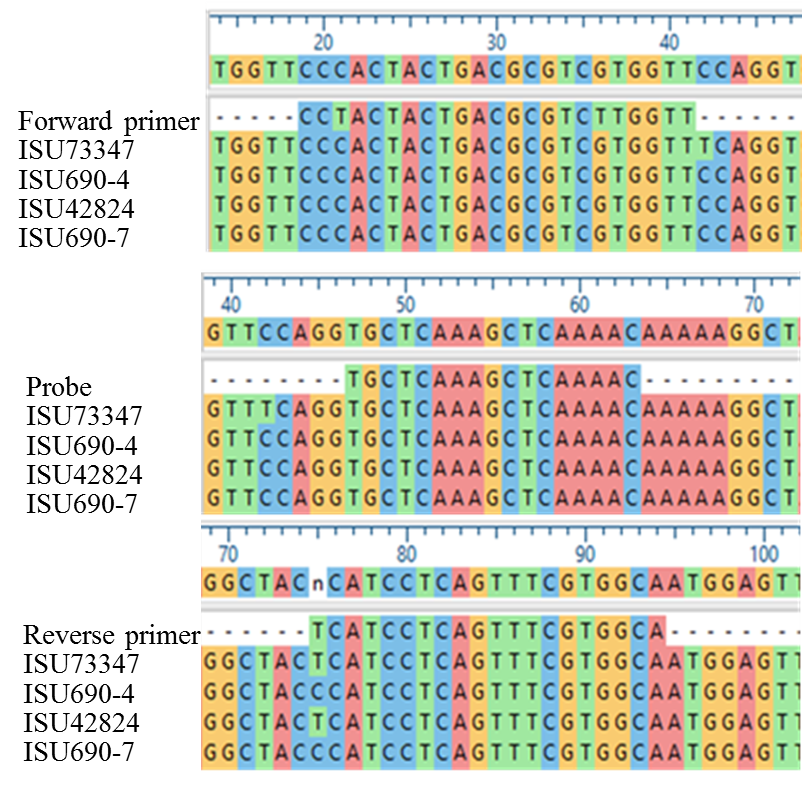 20 30 40
TGGTTCCCACTACTGACGCGTCGTGGTTCCAGGT
Forward primer -----CCTACTACTGACGCGTCTTGGTT------
ISU73347 TGGTTCCCACTACTGACGCGTCGTGGTTTCAGGT
ISU690-4 TGGTTCCCACTACTGACGCGTCGTGGTTCCAGGT
ISU42824 TGGTTCCCACTACTGACGCGTCGTGGTTCCAGGT
ISU690-7 TGGTTCCCACTACTGACGCGTCGTGGTTCCAGGT
40 50 60 70
GTTCCAGGTGCTCAAAGCTCAAAACAAAAAGGCT
Probe --------TGCTCAAAGCTCAAAAC---------
ISU73347 GTTTCAGGTGCTCAAAGCTCAAAACAAAAAGGCT
ISU690-4 GTTCCAGGTGCTCAAAGCTCAAAACAAAAAGGCT
ISU42824 GTTCCAGGTGCTCAAAGCTCAAAACAAAAAGGCT
ISU690-7 GTTCCAGGTGCTCAAAGCTCAAAACAAAAAGGCT
70 80 90 100
GGCTACnCATCCTCAGTTTCGTGGCAATGGAGTT
Reverse primer ------TCATCCTCAGTTTCGTGGCA--------
ISU73347 GGCTACTCATCCTCAGTTTCGTGGCAATGGAGTT
ISU690-4 GGCTACCCATCCTCAGTTTCGTGGCAATGGAGTT
ISU42824 GGCTACTCATCCTCAGTTTCGTGGCAATGGAGTT
ISU690-7 GGCTACCCATCCTCAGTTTCGTGGCAATGGAGTT